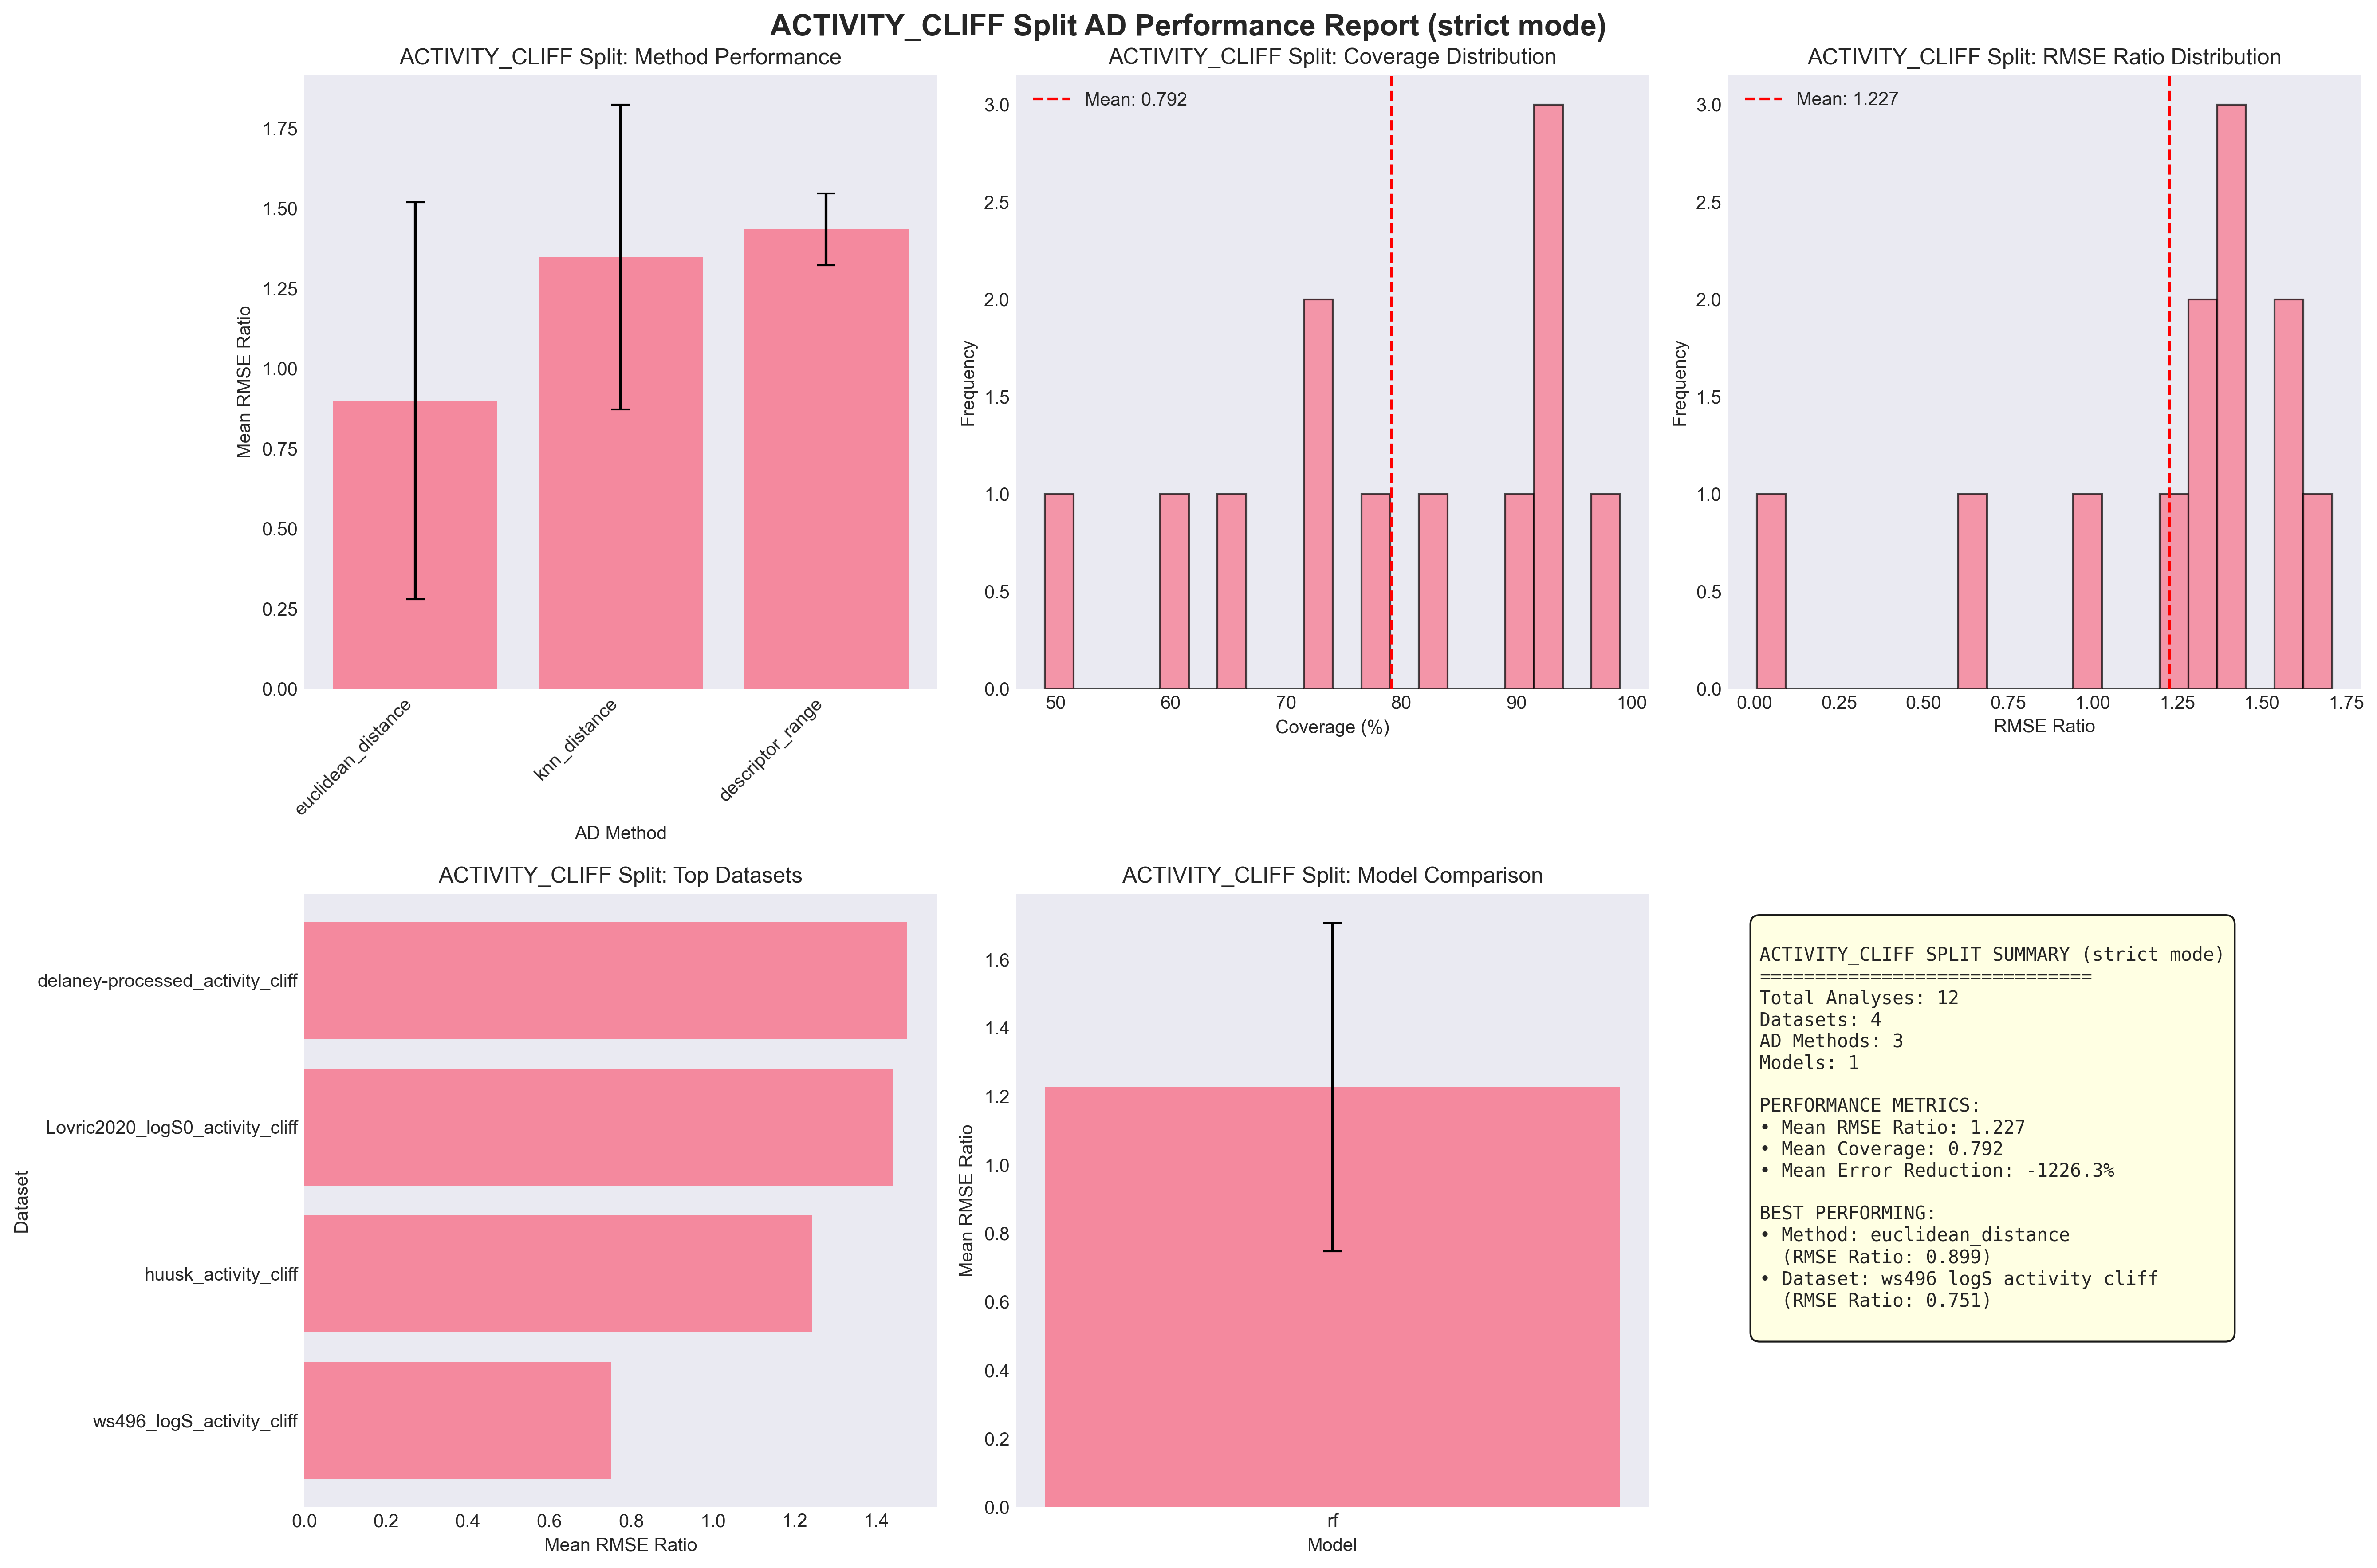 ACTIVITY_CLIFF Split AD Performance Report (strict mode)
ACTIVITY_CLIFF Split: Method Performance
Mean RMSE Ratio
1.75
1.50
1.25
1.00
0.75
0.50
0.25
0.00
euclidean_distance
knn_distance
descriptor_range
AD Method
ACTIVITY_CLIFF Split: Coverage Distribution
Mean: 0.792
Frequency
3.0
2.5
2.0
1.5
1.0
0.5
0.0
50 60 70 80 90 100
Coverage (%)
ACTIVITY_CLIFF Split: RMSE Ratio Distribution
Mean: 1.227
Frequency
3.0
2.5
2.0
1.5
1.0
0.5
0.0
0.00 0.25 0.50 0.75 1.00 1.25 1.50 1.75
RMSE Ratio
ACTIVITY_CLIFF Split: Top Datasets
Dataset
delaney-processed_activity_cliff
Lovric2020_logS0_activity_cliff
huusk_activity_cliff
ws496_logS_activity_cliff
0.0 0.2 0.4 0.6 0.8 1.0 1.2 1.4
Mean RMSE Ratio
ACTIVITY_CLIFF Split: Model Comparison
Mean RMSE Ratio
1.6
1.4
1.2
1.0
0.8
0.6
0.4
0.2
0.0
rf
Model
ACTIVITY_CLIFF SPLIT SUMMARY (strict mode)
==============================
Total Analyses: 12
Datasets: 4
AD Methods: 3
Models: 1
PERFORMANCE METRICS:
• Mean RMSE Ratio: 1.227
• Mean Coverage: 0.792
• Mean Error Reduction: -1226.3%
BEST PERFORMING:
• Method: euclidean_distance
(RMSE Ratio: 0.899)
• Dataset: ws496_logS_activity_cliff
(RMSE Ratio: 0.751)